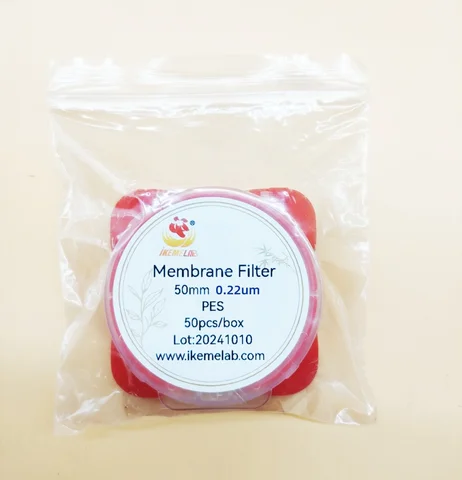 IKEMELAB
®
Membrane Filter
50mm 0.22um
PES
50pcs/box
Lot:20241010
www.ikemelab.com